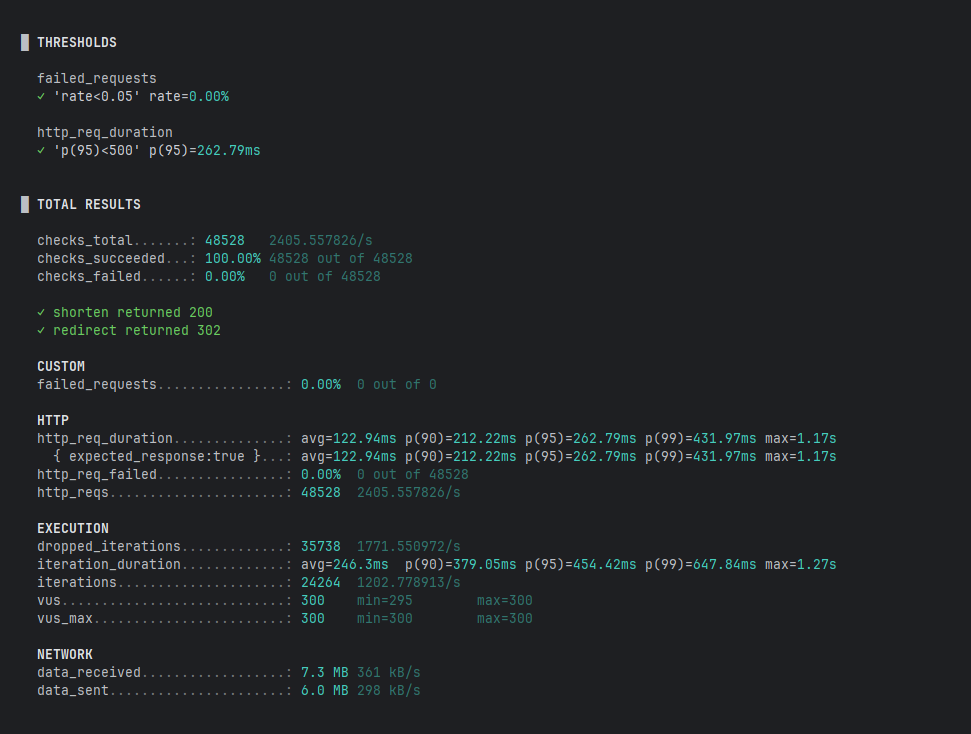 █ THRESHOLDS
failed_requests
✓ 'rate<0.05' rate=0.00%
http_req_duration
✓ 'p(95)<500' p(95)=262.79ms
█ TOTAL RESULTS
checks_total.......: 48528   2405.557826/s
checks_succeeded...: 100.00% 48528 out of 48528
checks_failed......: 0.00%   0 out of 48528
✓ shorten returned 200
✓ redirect returned 302
CUSTOM
failed_requests................: 0.00%  0 out of 0
HTTP
http_req_duration..............: avg=122.94ms p(90)=212.22ms p(95)=262.79ms p(99)=431.97ms max=1.17s
{ expected_response:true }...: avg=122.94ms p(90)=212.22ms p(95)=262.79ms p(99)=431.97ms max=1.17s
http_req_failed................: 0.00%  0 out of 48528
http_reqs......................: 48528  2405.557826/s
EXECUTION
dropped_iterations.............: 35738  1771.550972/s
iteration_duration.............: avg=246.3ms  p(90)=379.05ms p(95)=454.42ms p(99)=647.84ms max=1.27s
iterations.....................: 24264  1202.778913/s
vus............................: 300    min=295        max=300
vus_max........................: 300    min=300        max=300
NETWORK
data_received..................: 7.3 MB 361 kB/s
data_sent......................: 6.0 MB 298 kB/s